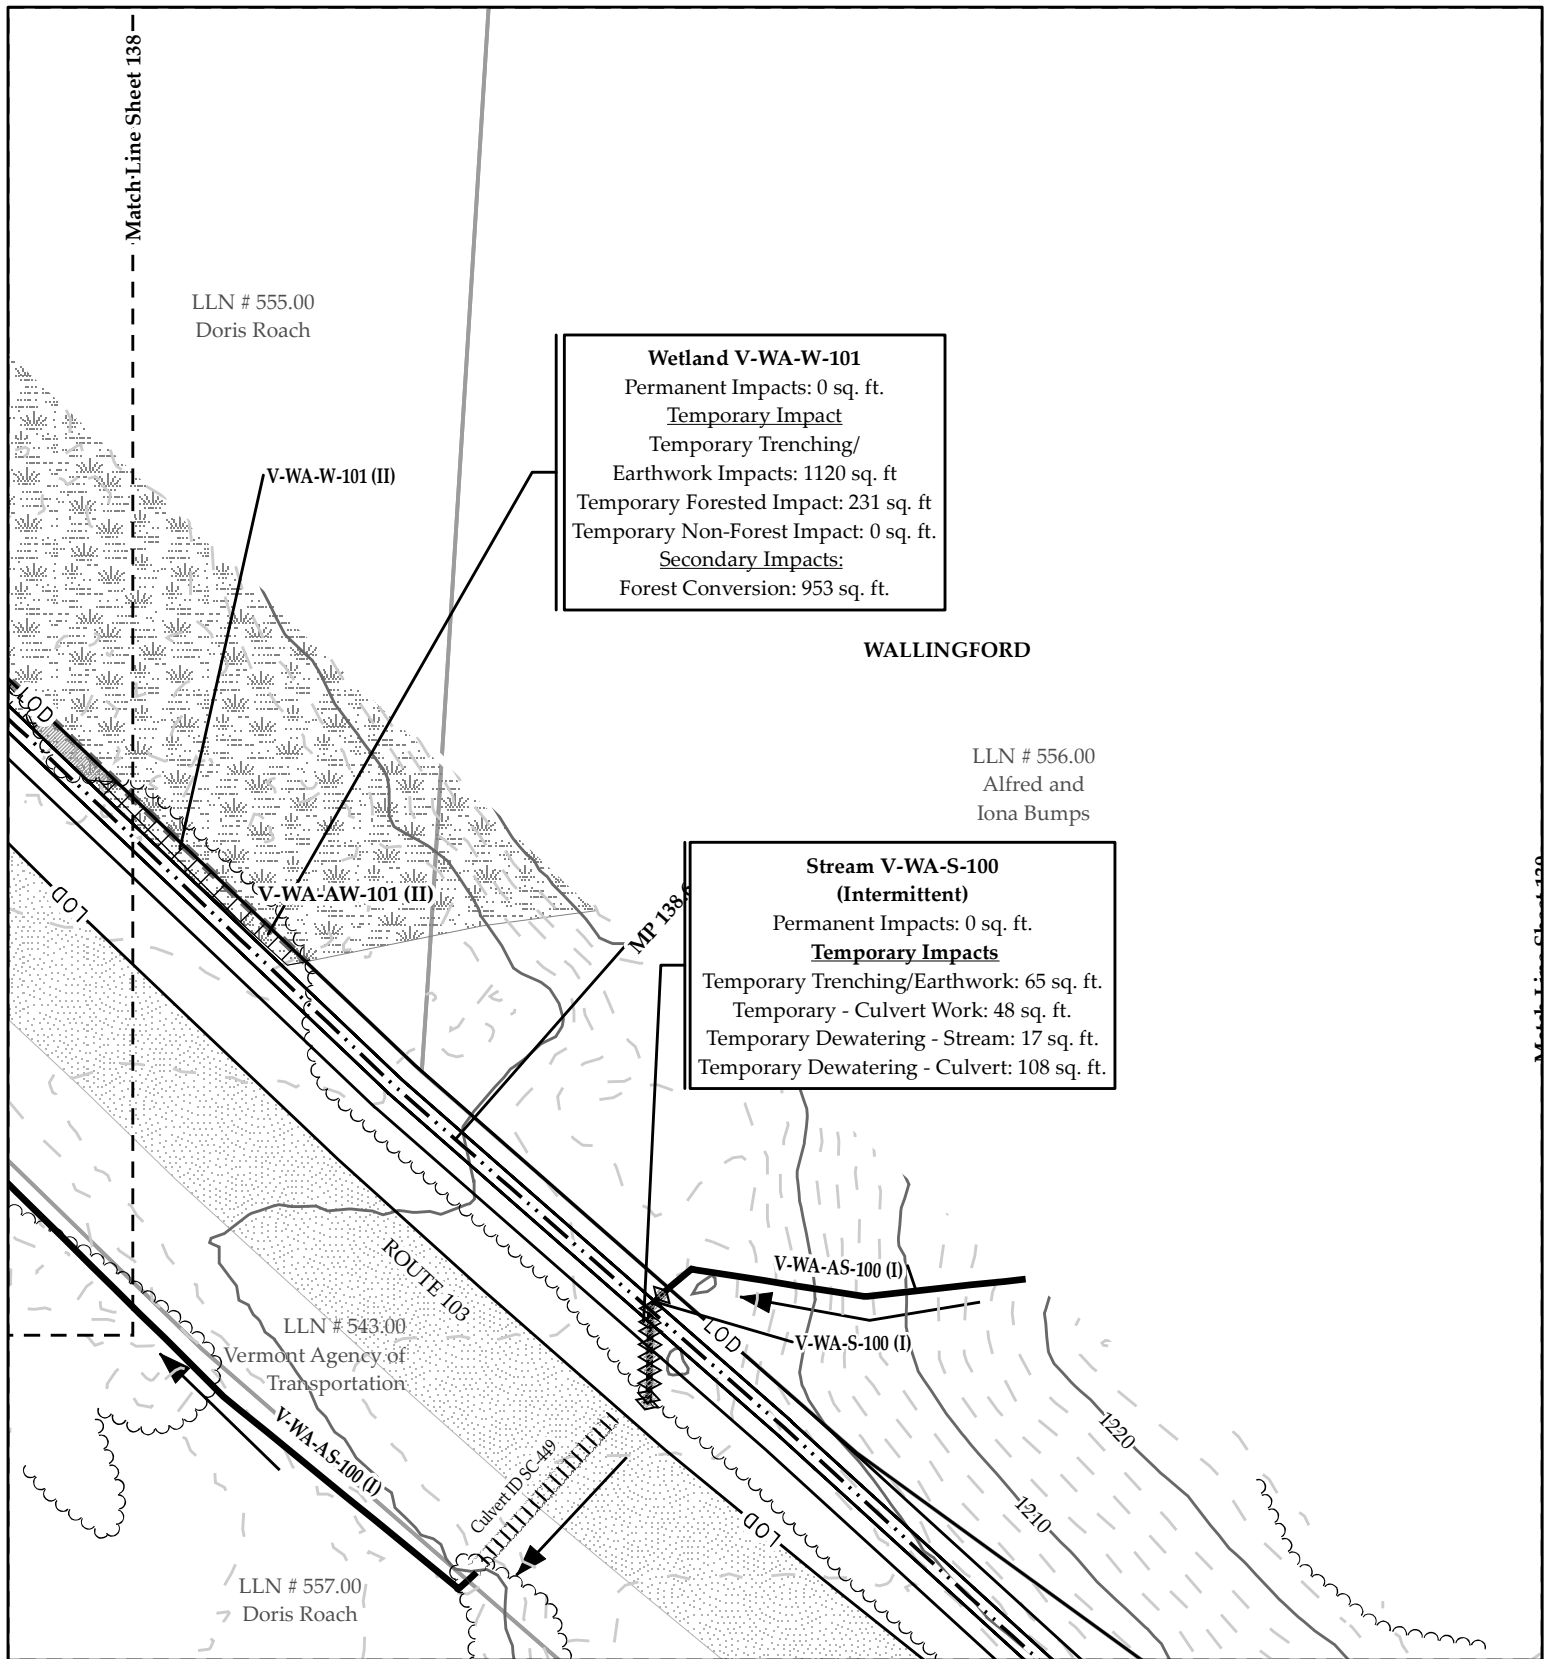 Match Line Sheet 138
LLN # 555.00
Doris Roach
Wetland V-WA-W-101
Permanent Impacts: 0 sq. ft.
Temporary Impact
Temporary Trenching/
Earthwork Impacts: 1120 sq. ft
Temporary Forested Impact: 231 sq. ft
Temporary Non-Forest Impact: 0 sq. ft.
Secondary Impacts:
Forest Conversion: 953 sq. ft.
V-WA-W-101 (II)
WALLINGFORD
LOD
LLN # 556.00
Alfred and
Iona Bumps
V-WA-AW-101 (II)
LOD
MP 138.
Stream V-WA-S-100
(Intermittent)
Permanent Impacts: 0 sq. ft.
Temporary Impacts
Temporary Trenching/Earthwork: 65 sq. ft.
Temporary - Culvert Work: 48 sq. ft.
Temporary Dewatering - Stream: 17 sq. ft.
Temporary Dewatering - Culvert: 108 sq. ft.
ROUTE 103
V-WA-AS-100 (I)
V-WA-S-100 (I)
LOD
LLN # 543.00
Vermont Agency of
Transportation
V-WA-AS-100 (I)
Culvert ID SC-449
1220
1210
LOD
LLN # 557.00
Doris Roach